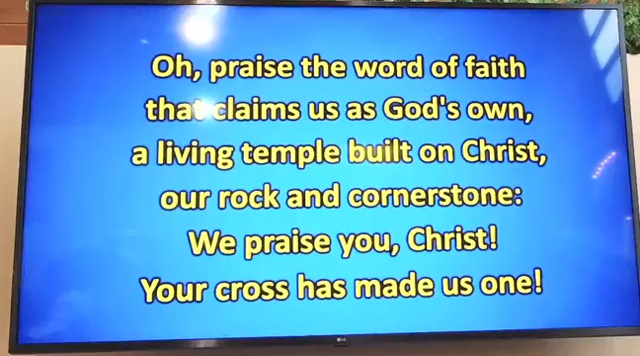 Oh, praise the word of faith
that claims us as God's own,
a living temple built on Christ,
our rock and cornerstone:
We praise you, Christ!
Your cross has made us one!
LG